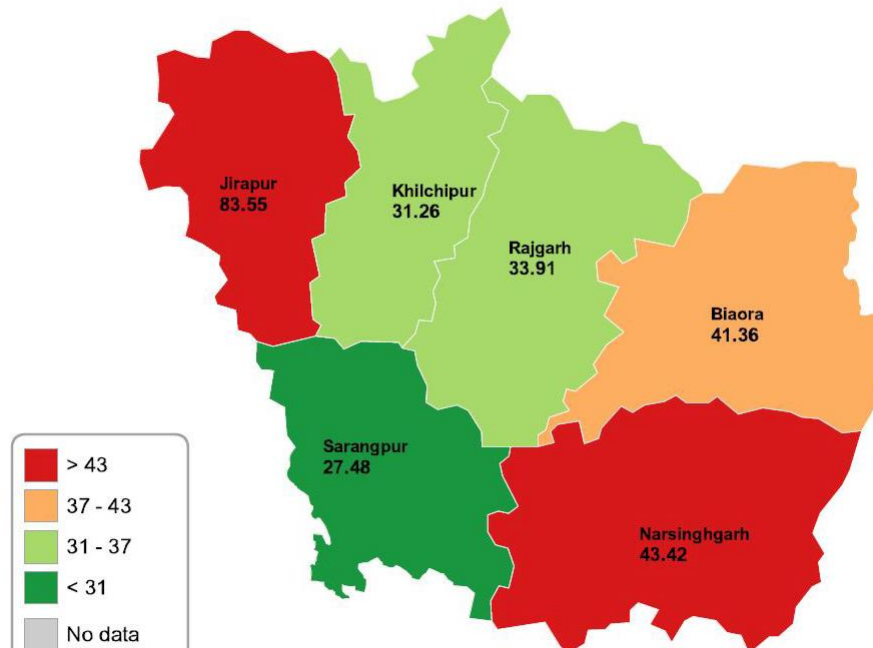 Jirapur
83.55
Khilchipur
31.26
Rajgarh
33.91
Biaora
41.36
Sarangpur
27.48
Narsinghgarh
43.42
> 43
37 - 43
31 - 37
< 31
No data